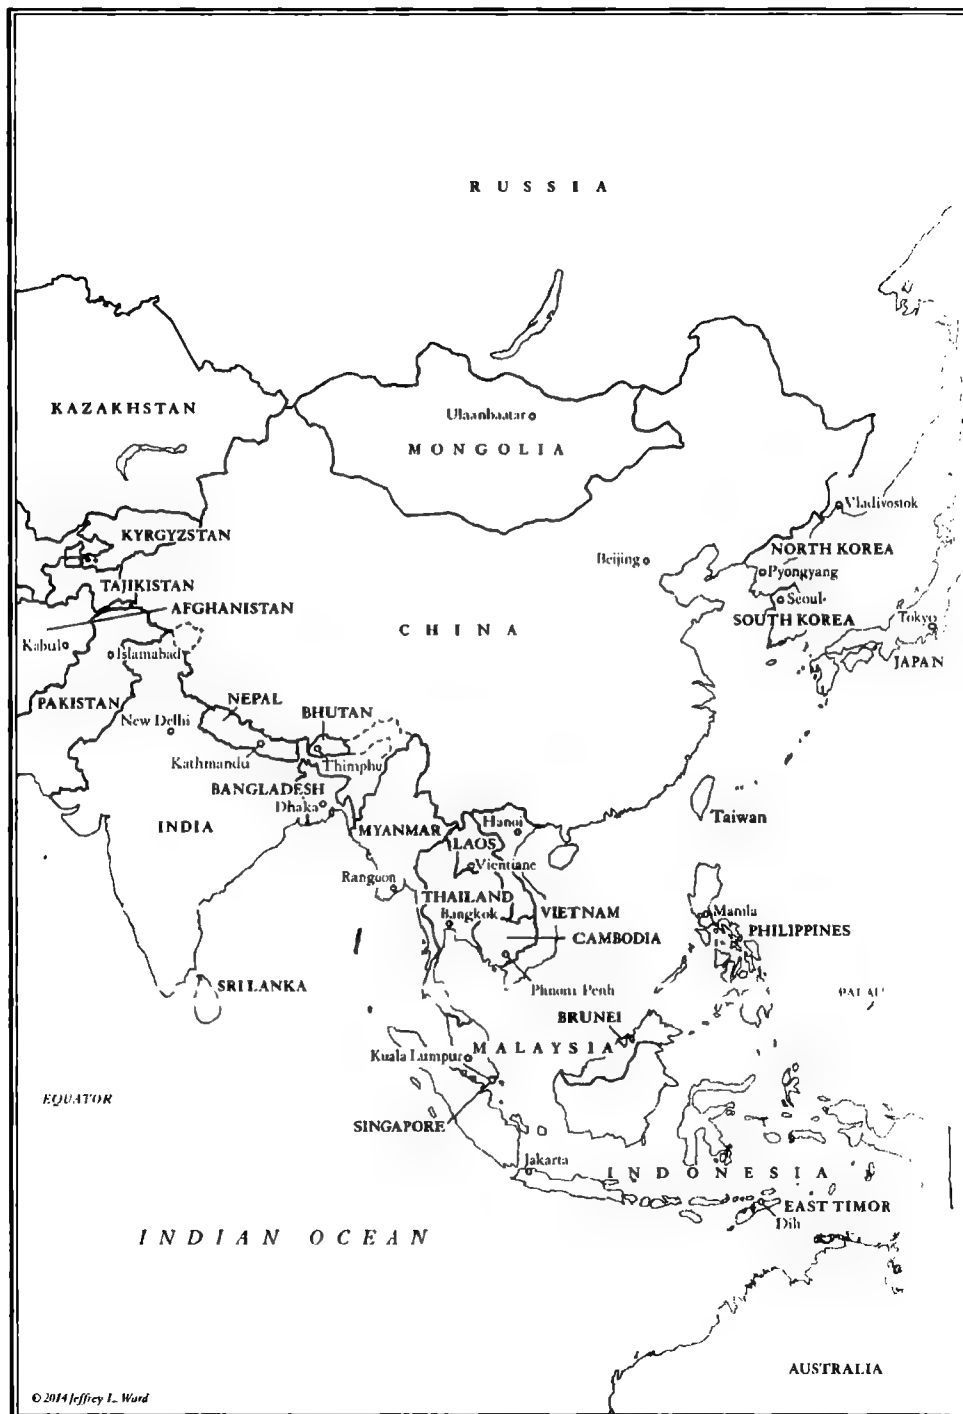 RUSSIA
KAZAKHSTAN
Ulaanbaatar
MONGOLIA
Vladivostok
KYRGYZSTAN
NORTH KOREA
Beijing
Pyongyang
TAJIKISTAN
AFGHANISTAN
Seoul
SOUTH KOREA
Tokyo
CHINA
Kabul
Islamabad
JAPAN
PAKISTAN
NEPAL
BHUTAN
New Delhi
Kathmandu
Thimphu
BANGLADESH
Dhaka
Taiwan
INDIA
MYANMAR
Hanoi
LAOS
Vientiane
Rangoon
THAILAND
Bangkok
VIETNAM
Manila
PHILIPPINES
CAMBODIA
SRI LANKA
Phnom Penh
PALAU
BRUNEI
MALAYSIA
Kuala Lumpur
EQUATOR
SINGAPORE
Jakarta
INDONESIA
EAST TIMOR
Dili
INDIAN OCEAN
AUSTRALIA
© 2014 Jeffrey L. Ward